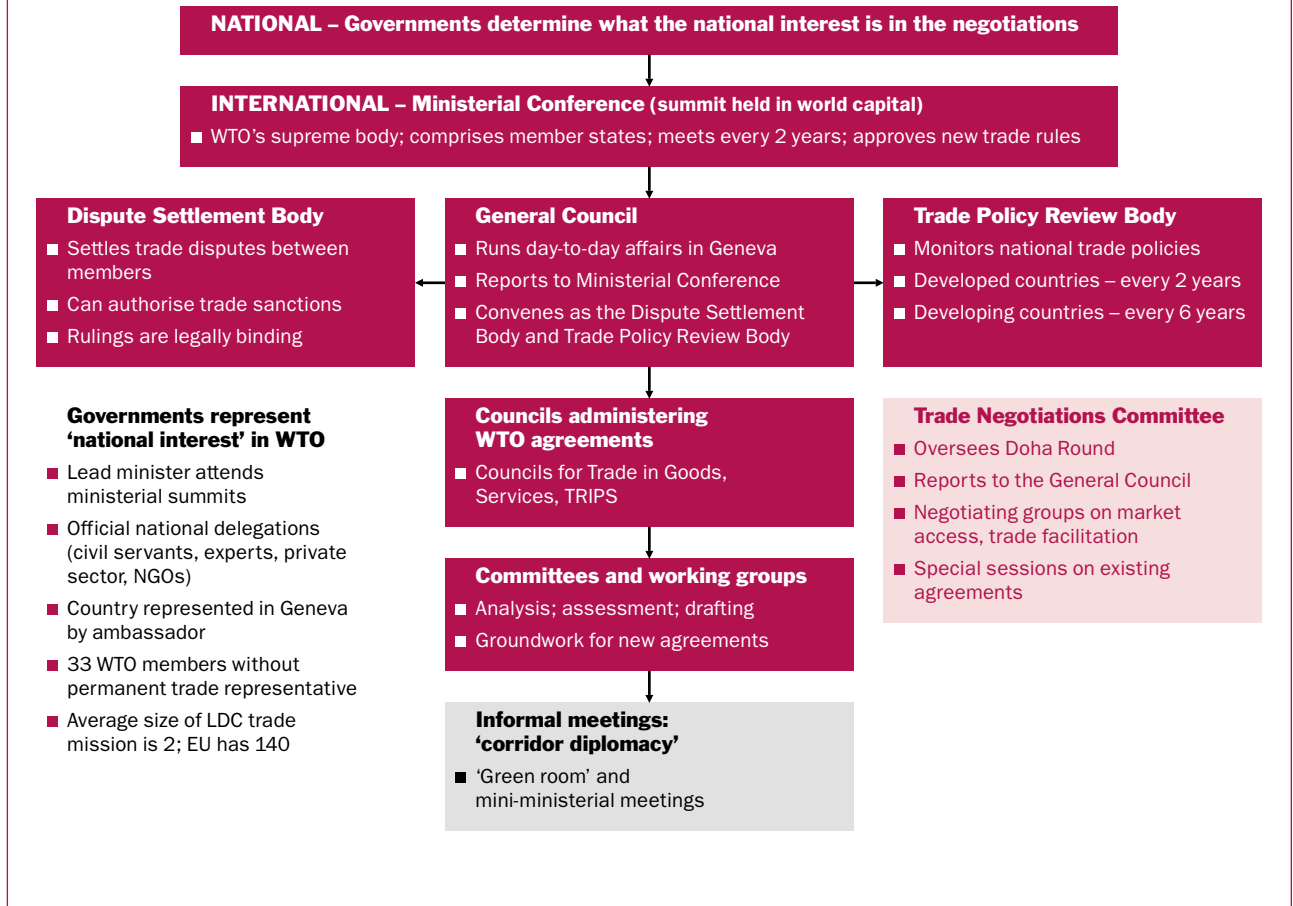 NATIONAL – Governments determine what the national interest is in the negotiations
INTERNATIONAL – Ministerial Conference (summit held in world capital)
■ WTO's supreme body; comprises member states; meets every 2 years; approves new trade rules
Dispute Settlement Body
■ Settles trade disputes between
members
■ Can authorise trade sanctions
■ Rulings are legally binding
General Council
■ Runs day-to-day affairs in Geneva
■ Reports to Ministerial Conference
■ Convenes as the Dispute Settlement
Body and Trade Policy Review Body
Trade Policy Review Body
■ Monitors national trade policies
■ Developed countries – every 2 years
■ Developing countries – every 6 years
Governments represent
‘national interest’ in WTO
■ Lead minister attends
ministerial summits
■ Official national delegations
(civil servants, experts, private
sector, NGOs)
■ Country represented in Geneva
by ambassador
■ 33 WTO members without
permanent trade representative
■ Average size of LDC trade
mission is 2; EU has 140
Councils administering
WTO agreements
■ Councils for Trade in Goods,
Services, TRIPS
Committees and working groups
■ Analysis; assessment; drafting
■ Groundwork for new agreements
Informal meetings:
‘corridor diplomacy’
■ ‘Green room’ and
mini-ministerial meetings
Trade Negotiations Committee
■ Oversees Doha Round
■ Reports to the General Council
■ Negotiating groups on market
access, trade facilitation
■ Special sessions on existing
agreements